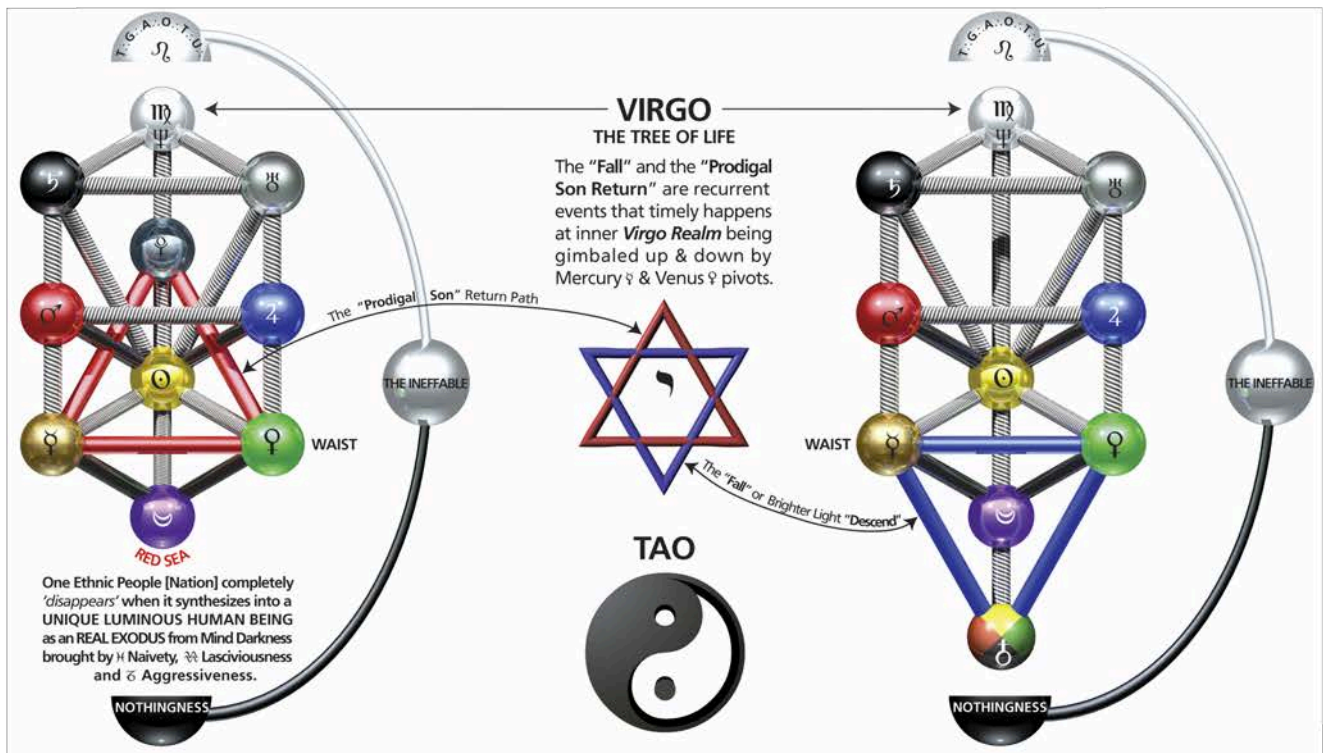 T.G.A.O.T.U.
♌
T.G.A.O.T.U.
♌
♍
♆
♍
♆
VIRGO
THE TREE OF LIFE
The "Fall" and the "Prodigal
Son Return" are recurrent
events that timely happens
at inner Virgo Realm being
gimbaled up & down by
Mercury ☿ & Venus ♀ pivots.
♄
♅
♄
♅
♀
♂
♃
♂
♃
The "Prodigal Son" Return Path
י
☉
THE INEFFABLE
☉
THE INEFFABLE
☿
♀
WAIST
WAIST
☿
♀
The "Fall" or Brighter Light "Descend"
☽
☽
RED SEA
TAO
One Ethnic People [Nation] completely
'disappears' when it synthesizes into a
UNIQUE LUMINOUS HUMAN BEING
as an REAL EXODUS from Mind Darkness
brought by ♓ Naivety, ♒ Lasciviousness
and ♑ Aggressiveness.
♁
NOTHINGNESS
NOTHINGNESS